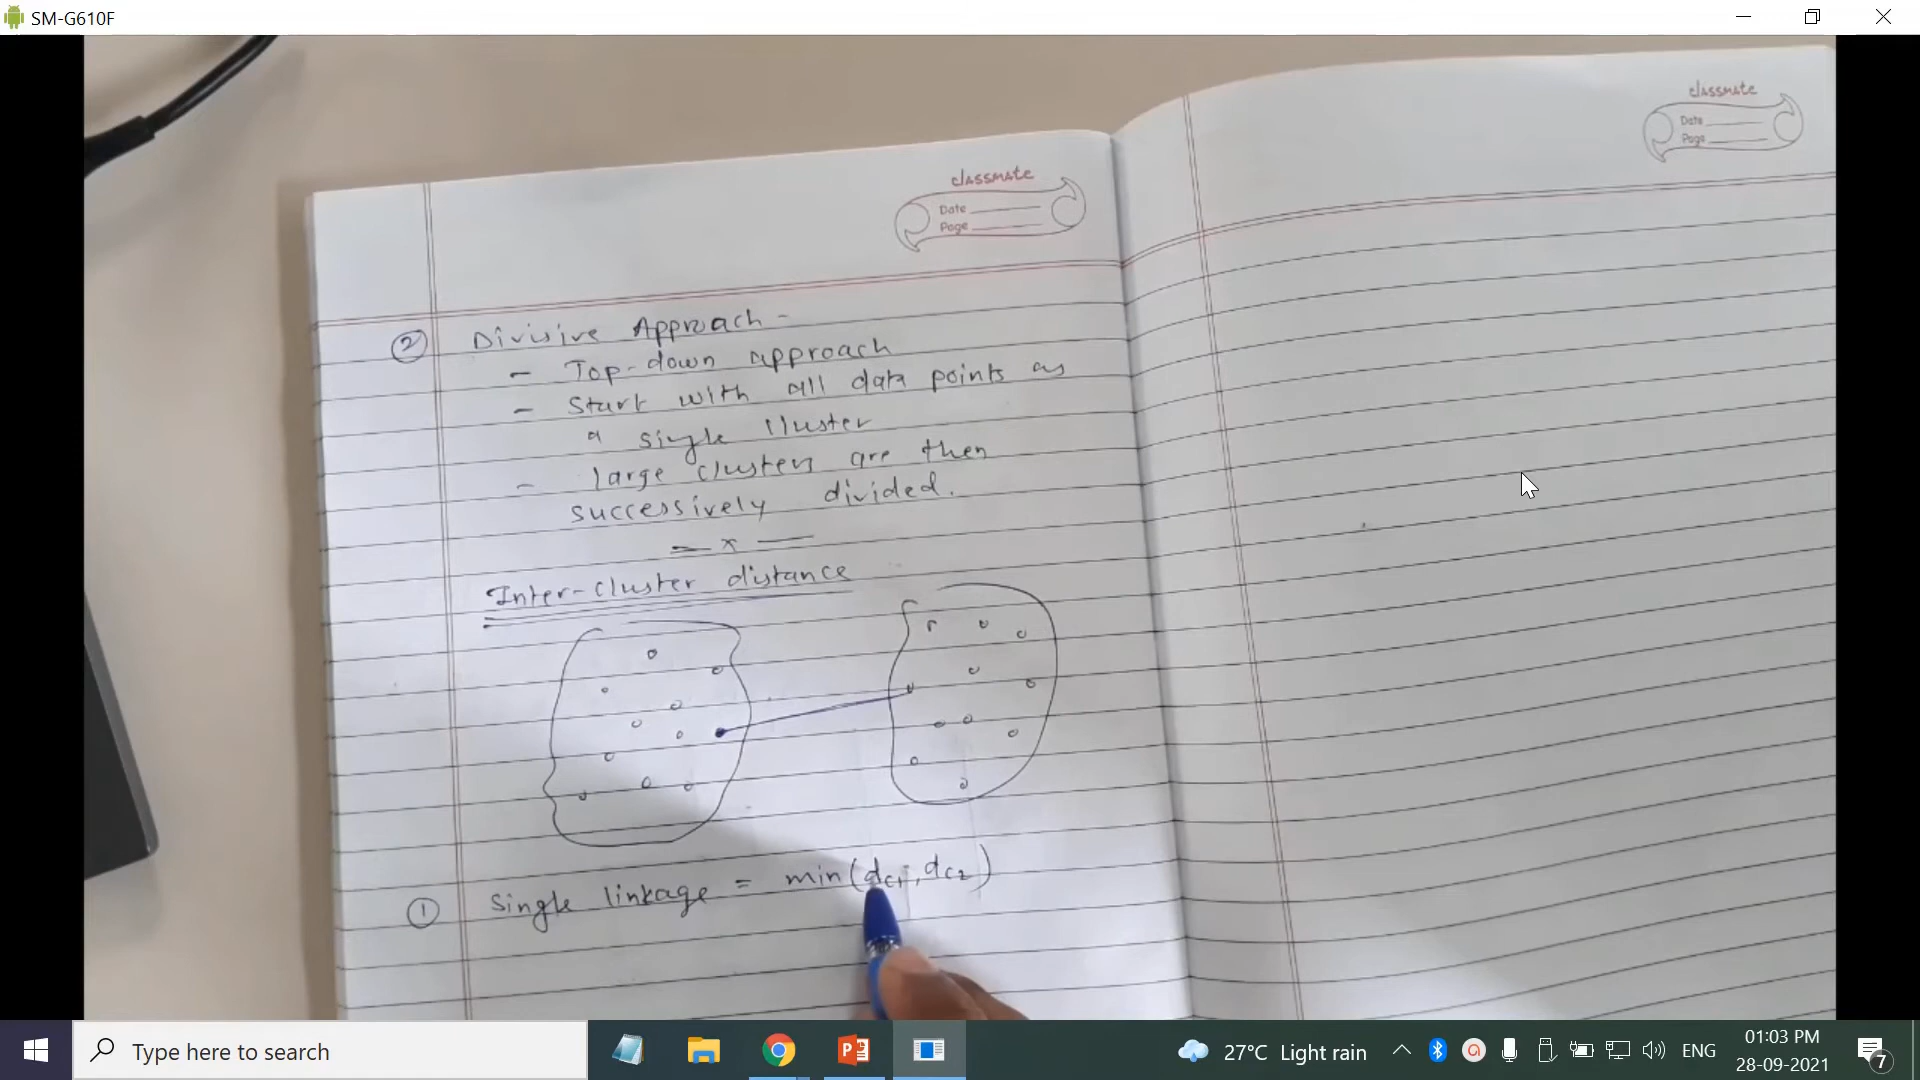 SM-G610F
classmate
Date
Page
classmate
Date
Page
② Divisive Approach -
- Top-down approach
- Start with all data points as
a single cluster
- large clusters are then
successively divided.
= x =
Inter-cluster distance
① Single linkage = min(dc1, dc2)
Type here to search
27°C Light rain
ENG
01:03 PM
28-09-2021
7